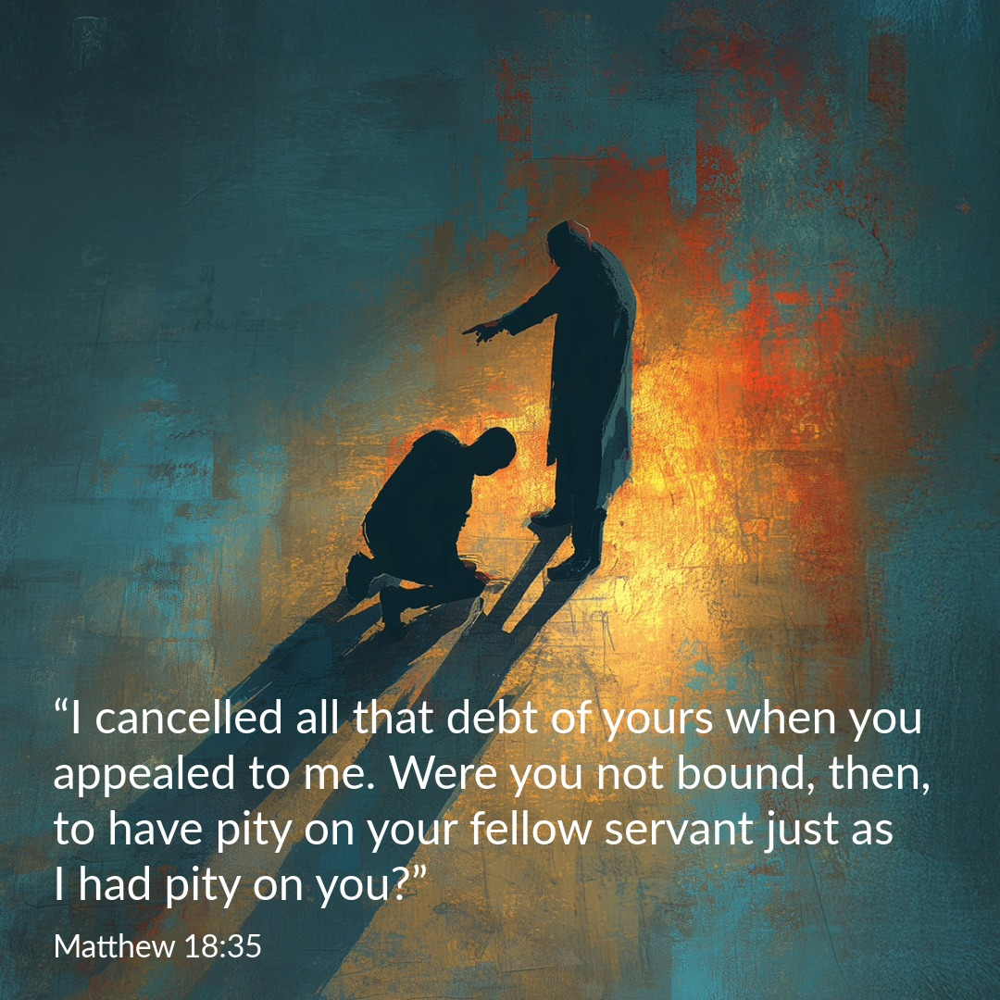 “I cancelled all that debt of yours when you
appealed to me. Were you not bound, then,
to have pity on your fellow servant just as
I had pity on you?”
Matthew 18:35